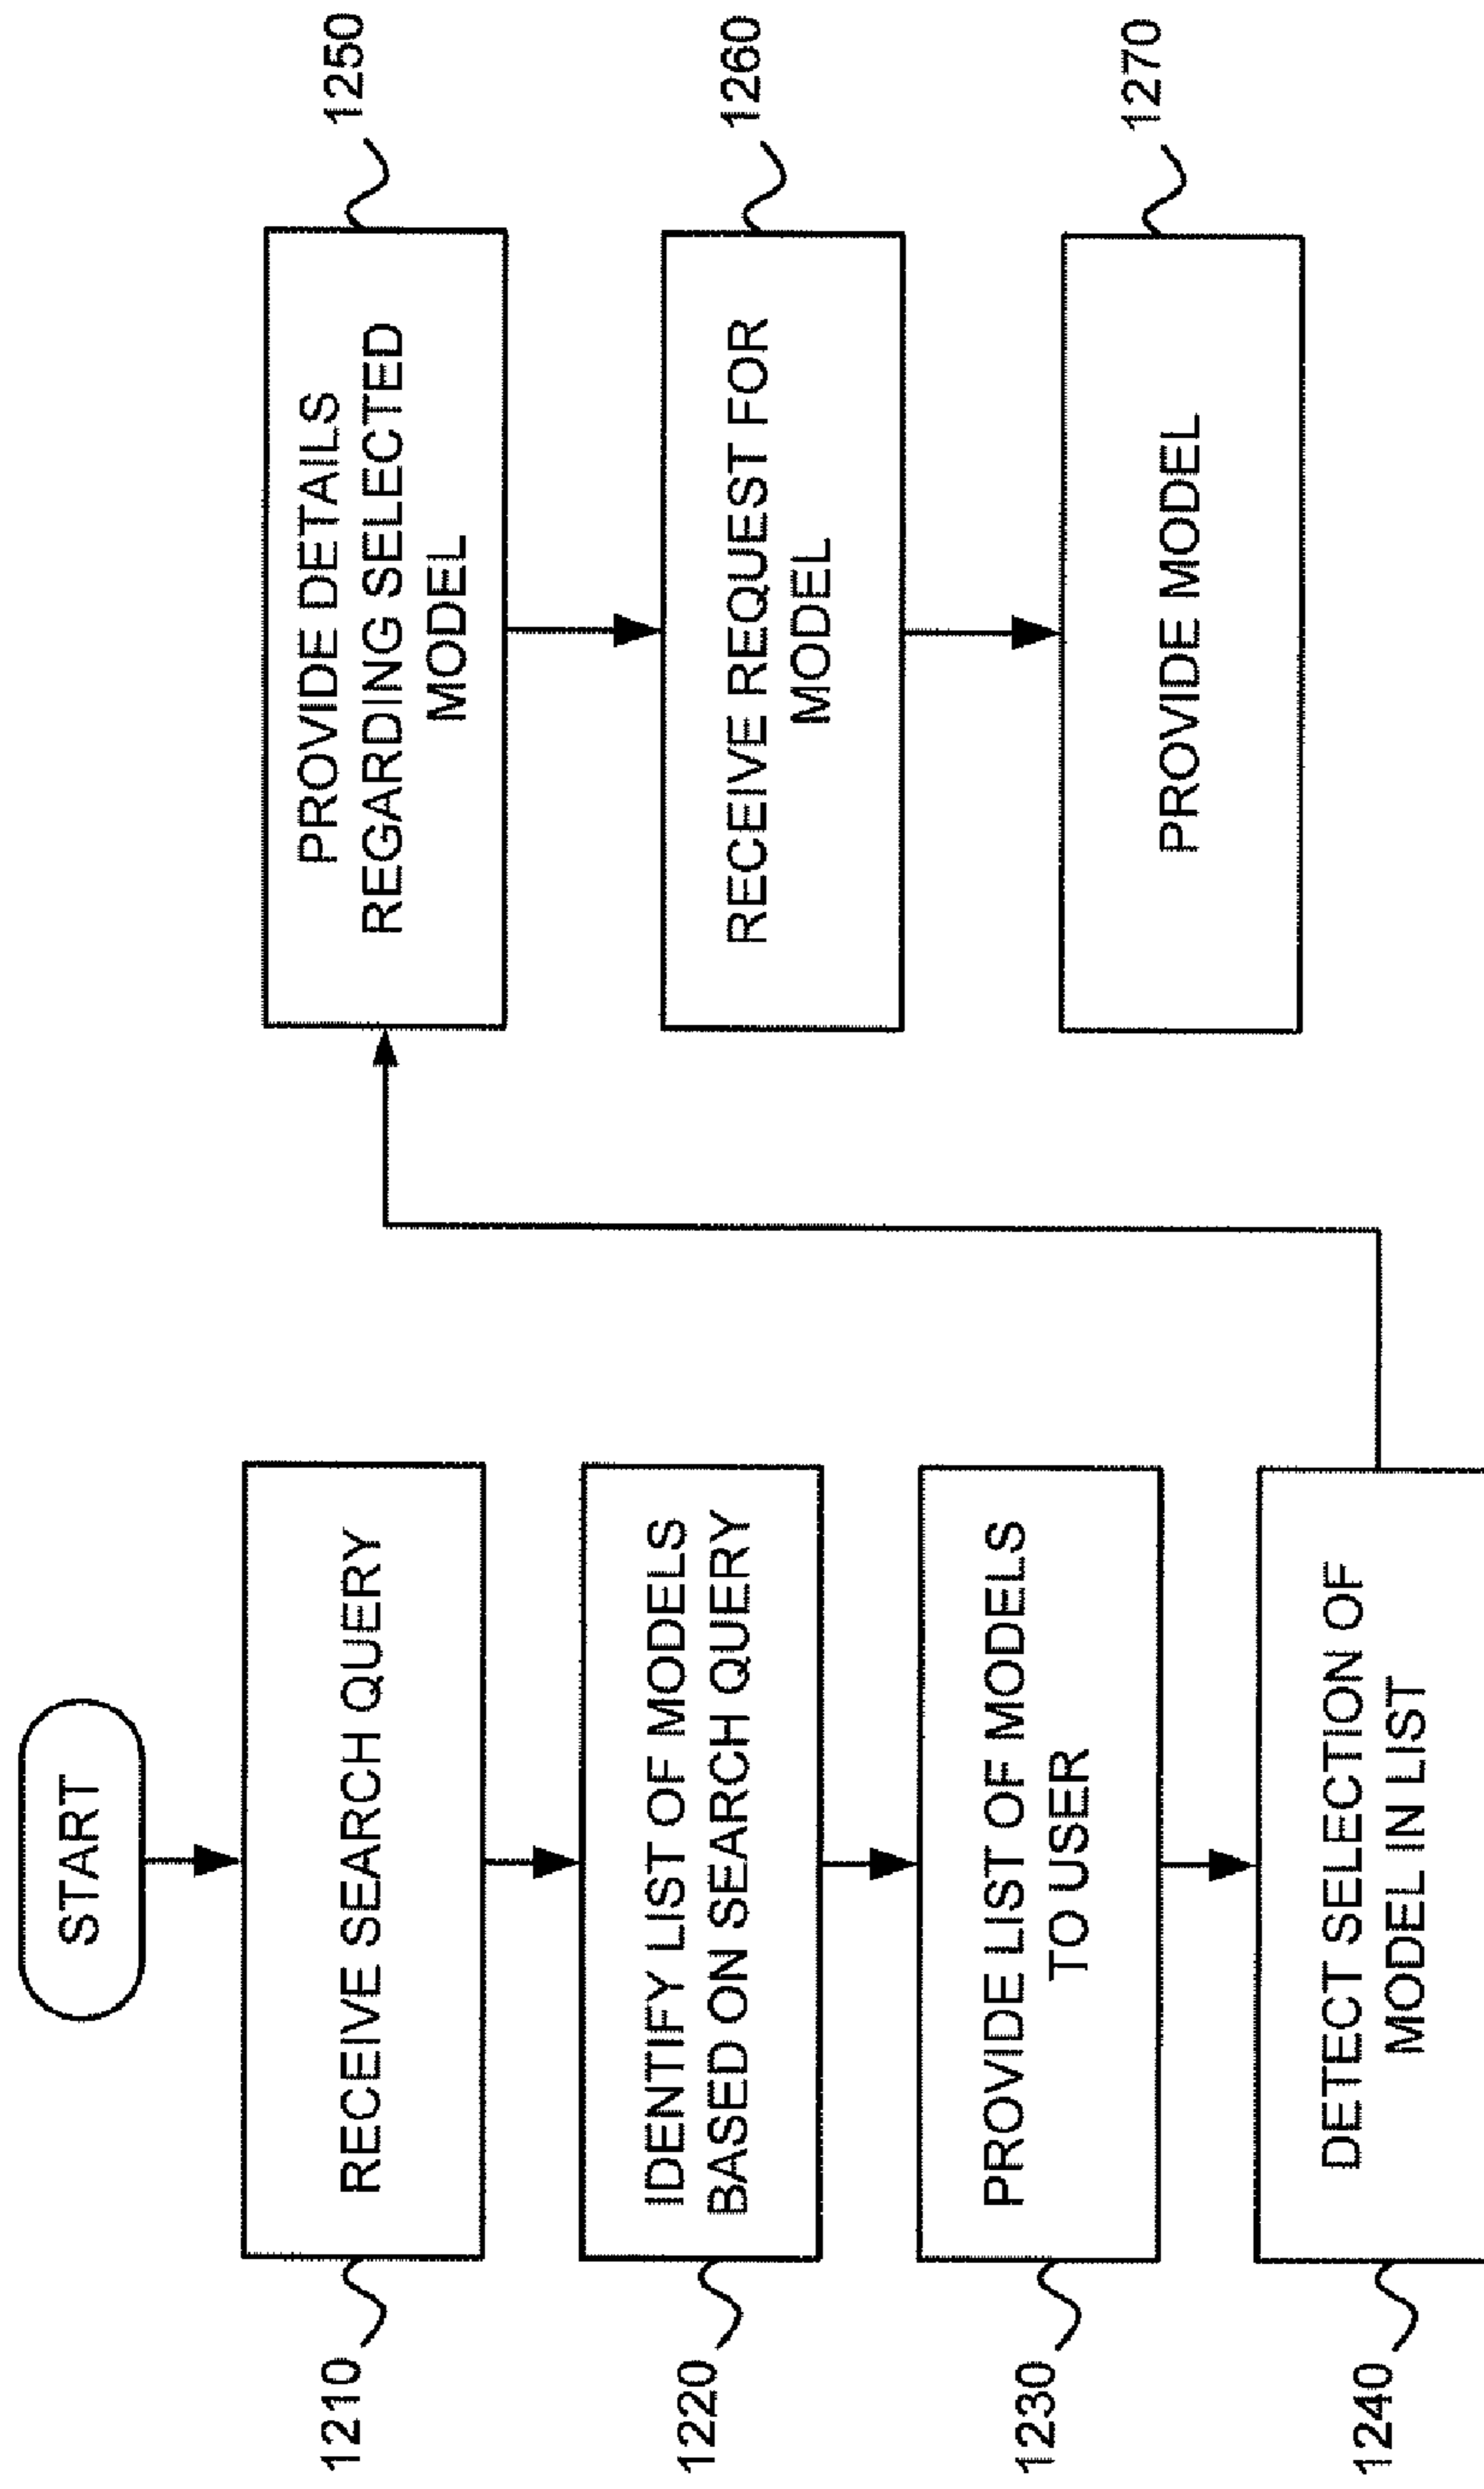 START
1210
RECEIVE SEARCH QUERY
1220
IDENTIFY LIST OF MODELS
BASED ON SEARCH QUERY
1230
PROVIDE LIST OF MODELS
TO USER
1240
DETECT SELECTION OF
MODEL IN LIST
PROVIDE DETAILS
REGARDING SELECTED
MODEL
1250
RECEIVE REQUEST FOR
MODEL
1260
PROVIDE MODEL
1270